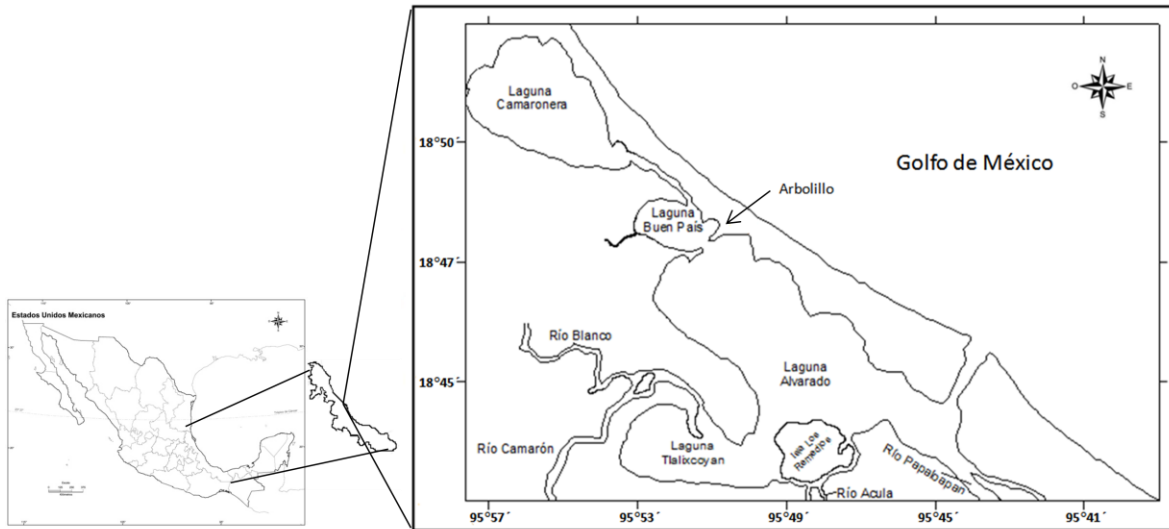 Estados Unidos Mexicanos
Laguna
Camaronera
N
O
E
S
18°50´
Golfo de México
Arbolillo
Laguna
Buen País
18°47´
Río Blanco
Laguna
Alvarado
18°45´
Río Camarón
Laguna
Tlalixcoyan
Isla Los
Remedios
Río Papaloapan
Río Acula
95°57´
95°53´
95°49´
95°45´
95°41´